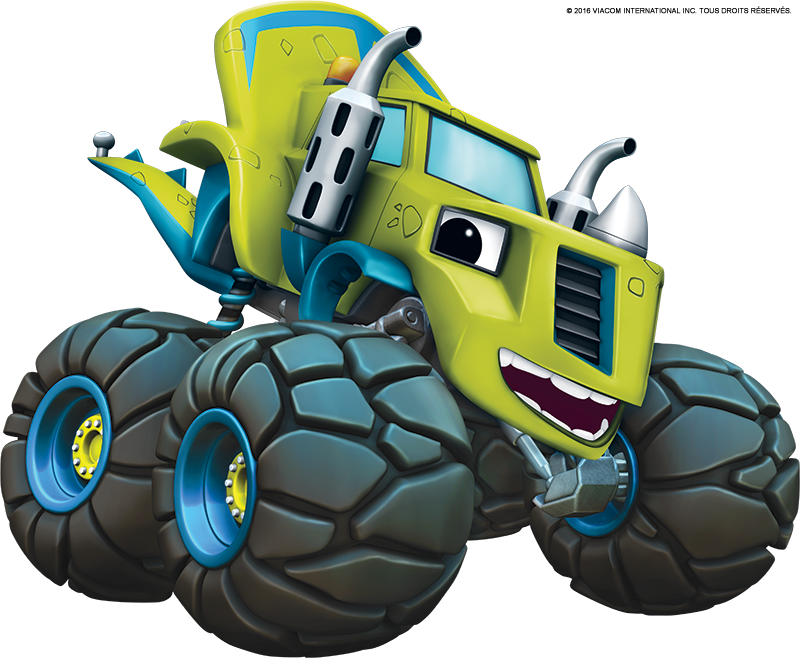 © 2016 VIACOM INTERNATIONAL INC. TOUS DROITS RÉSERVÉS.